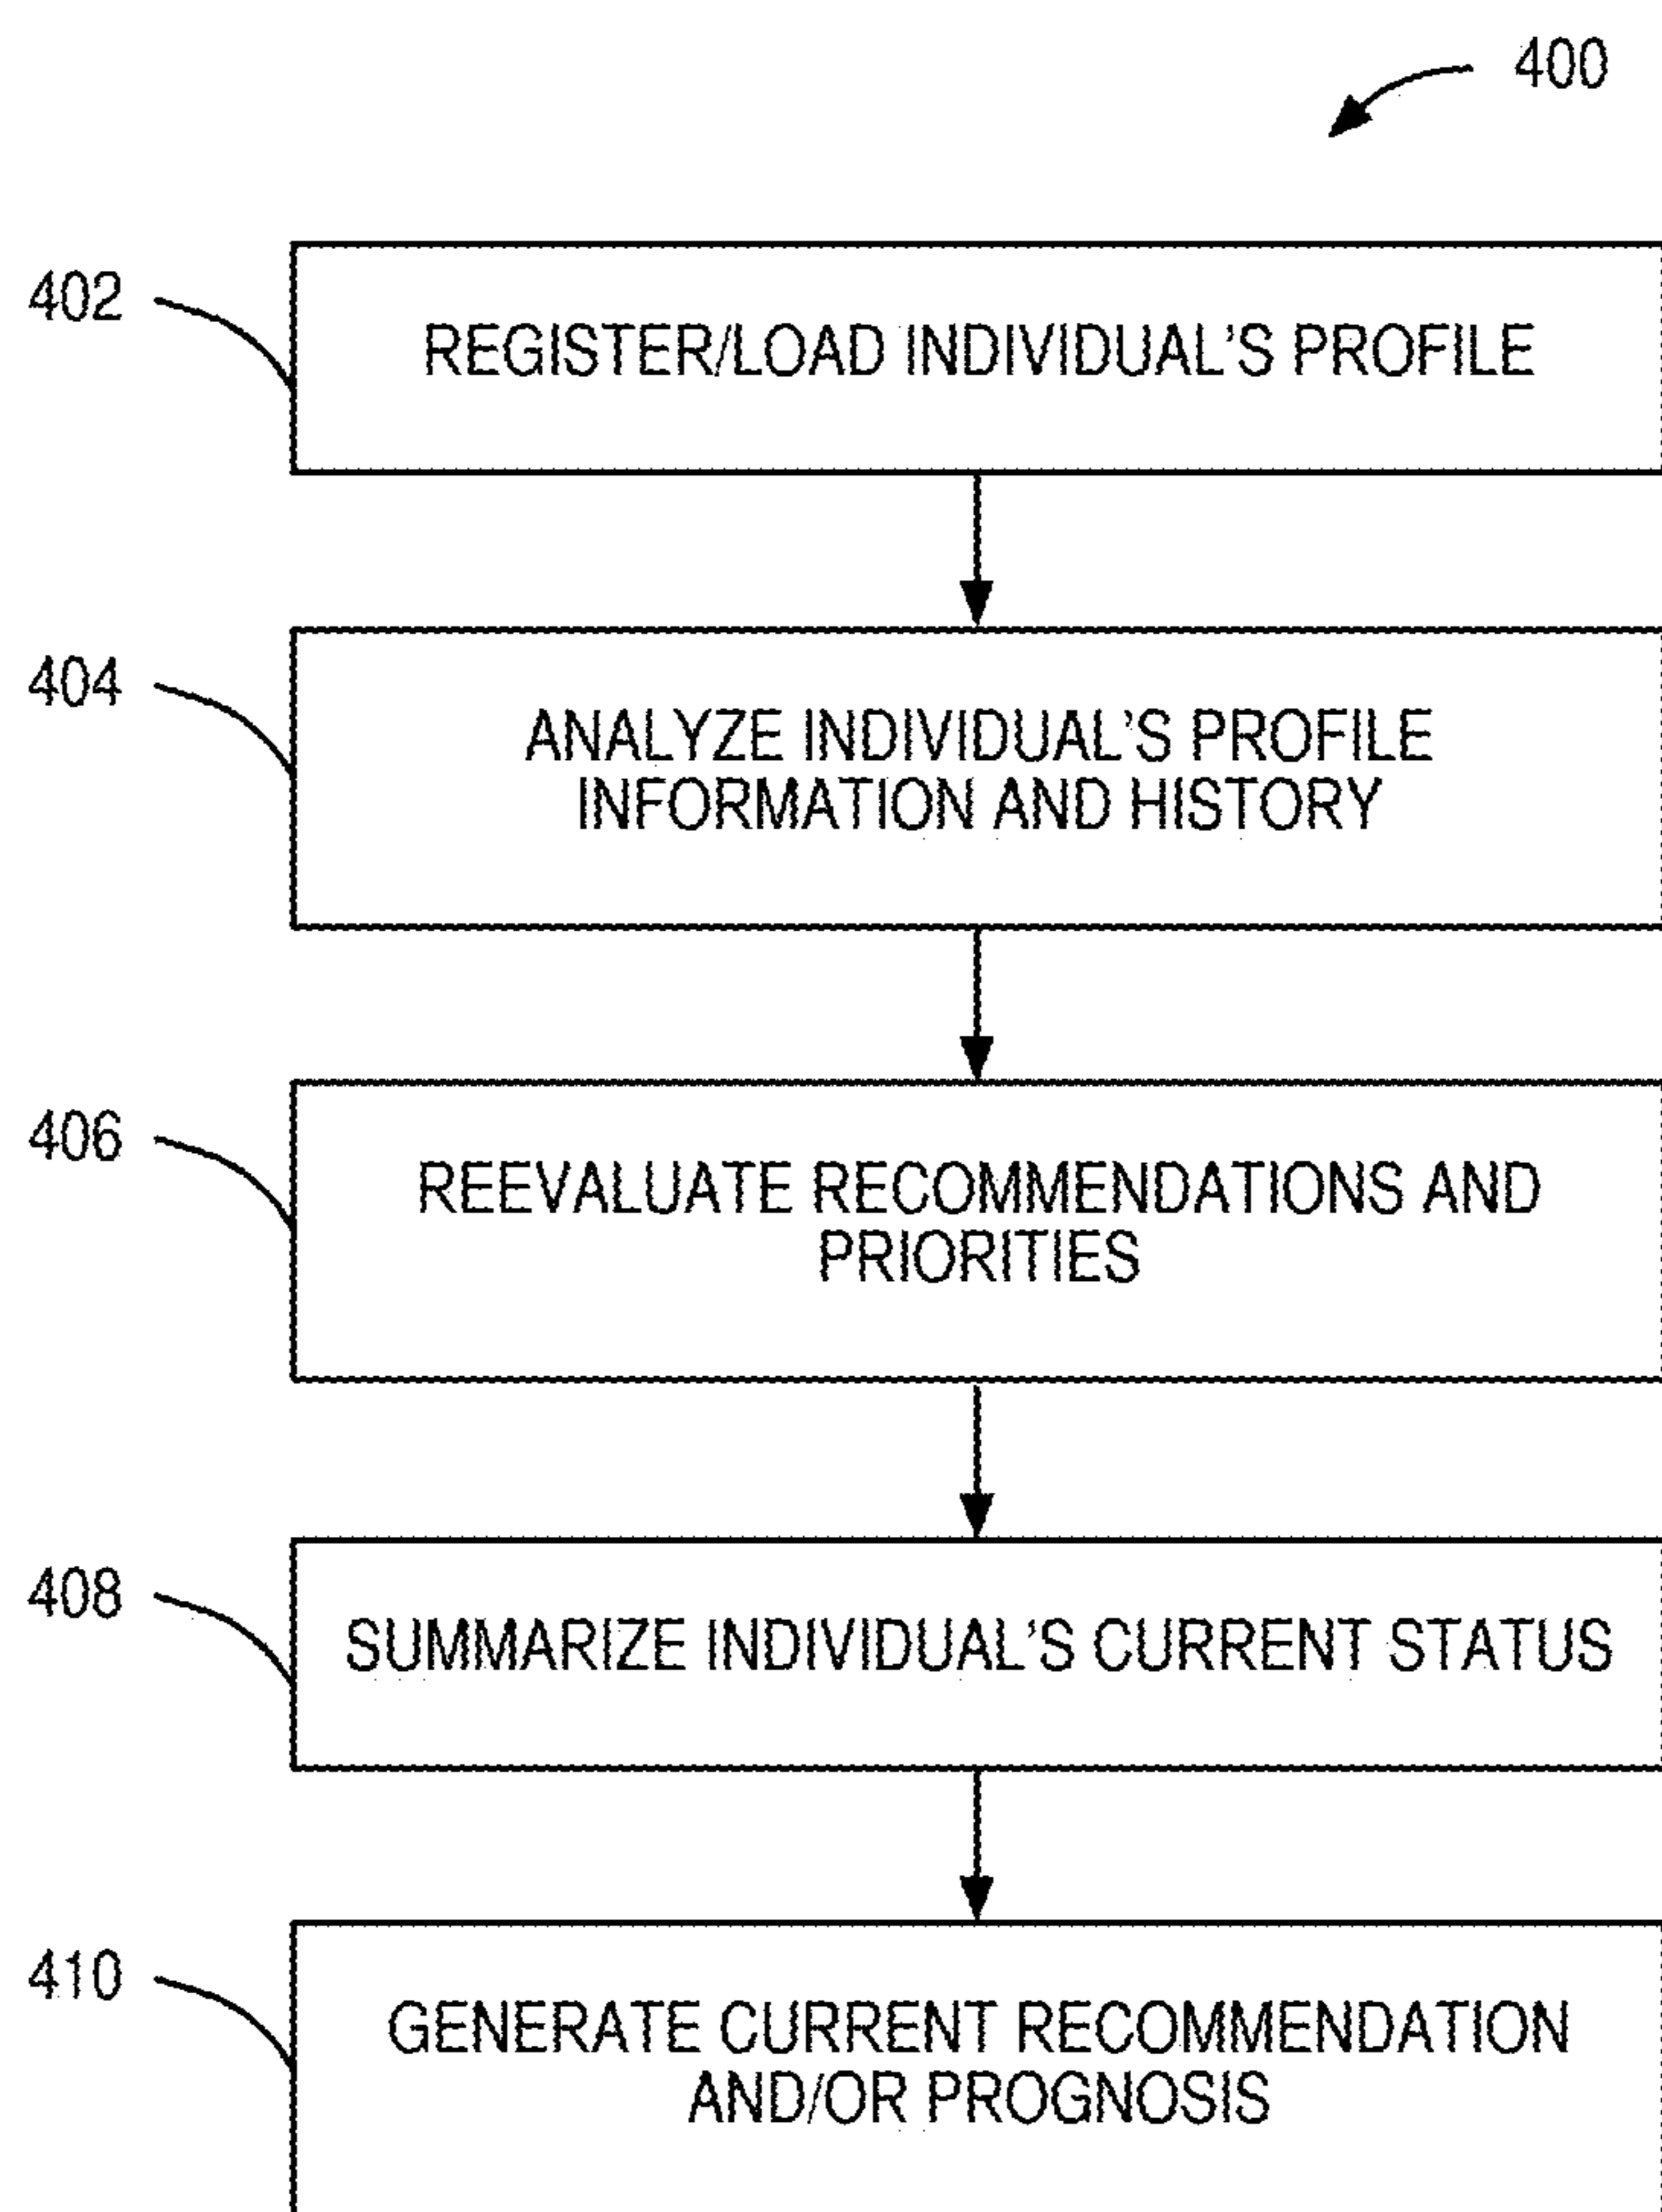 400
402
REGISTER/LOAD INDIVIDUAL'S PROFILE
404
ANALYZE INDIVIDUAL'S PROFILE
INFORMATION AND HISTORY
406
REEVALUATE RECOMMENDATIONS AND
PRIORITIES
408
SUMMARIZE INDIVIDUAL'S CURRENT STATUS
410
GENERATE CURRENT RECOMMENDATION
AND/OR PROGNOSIS